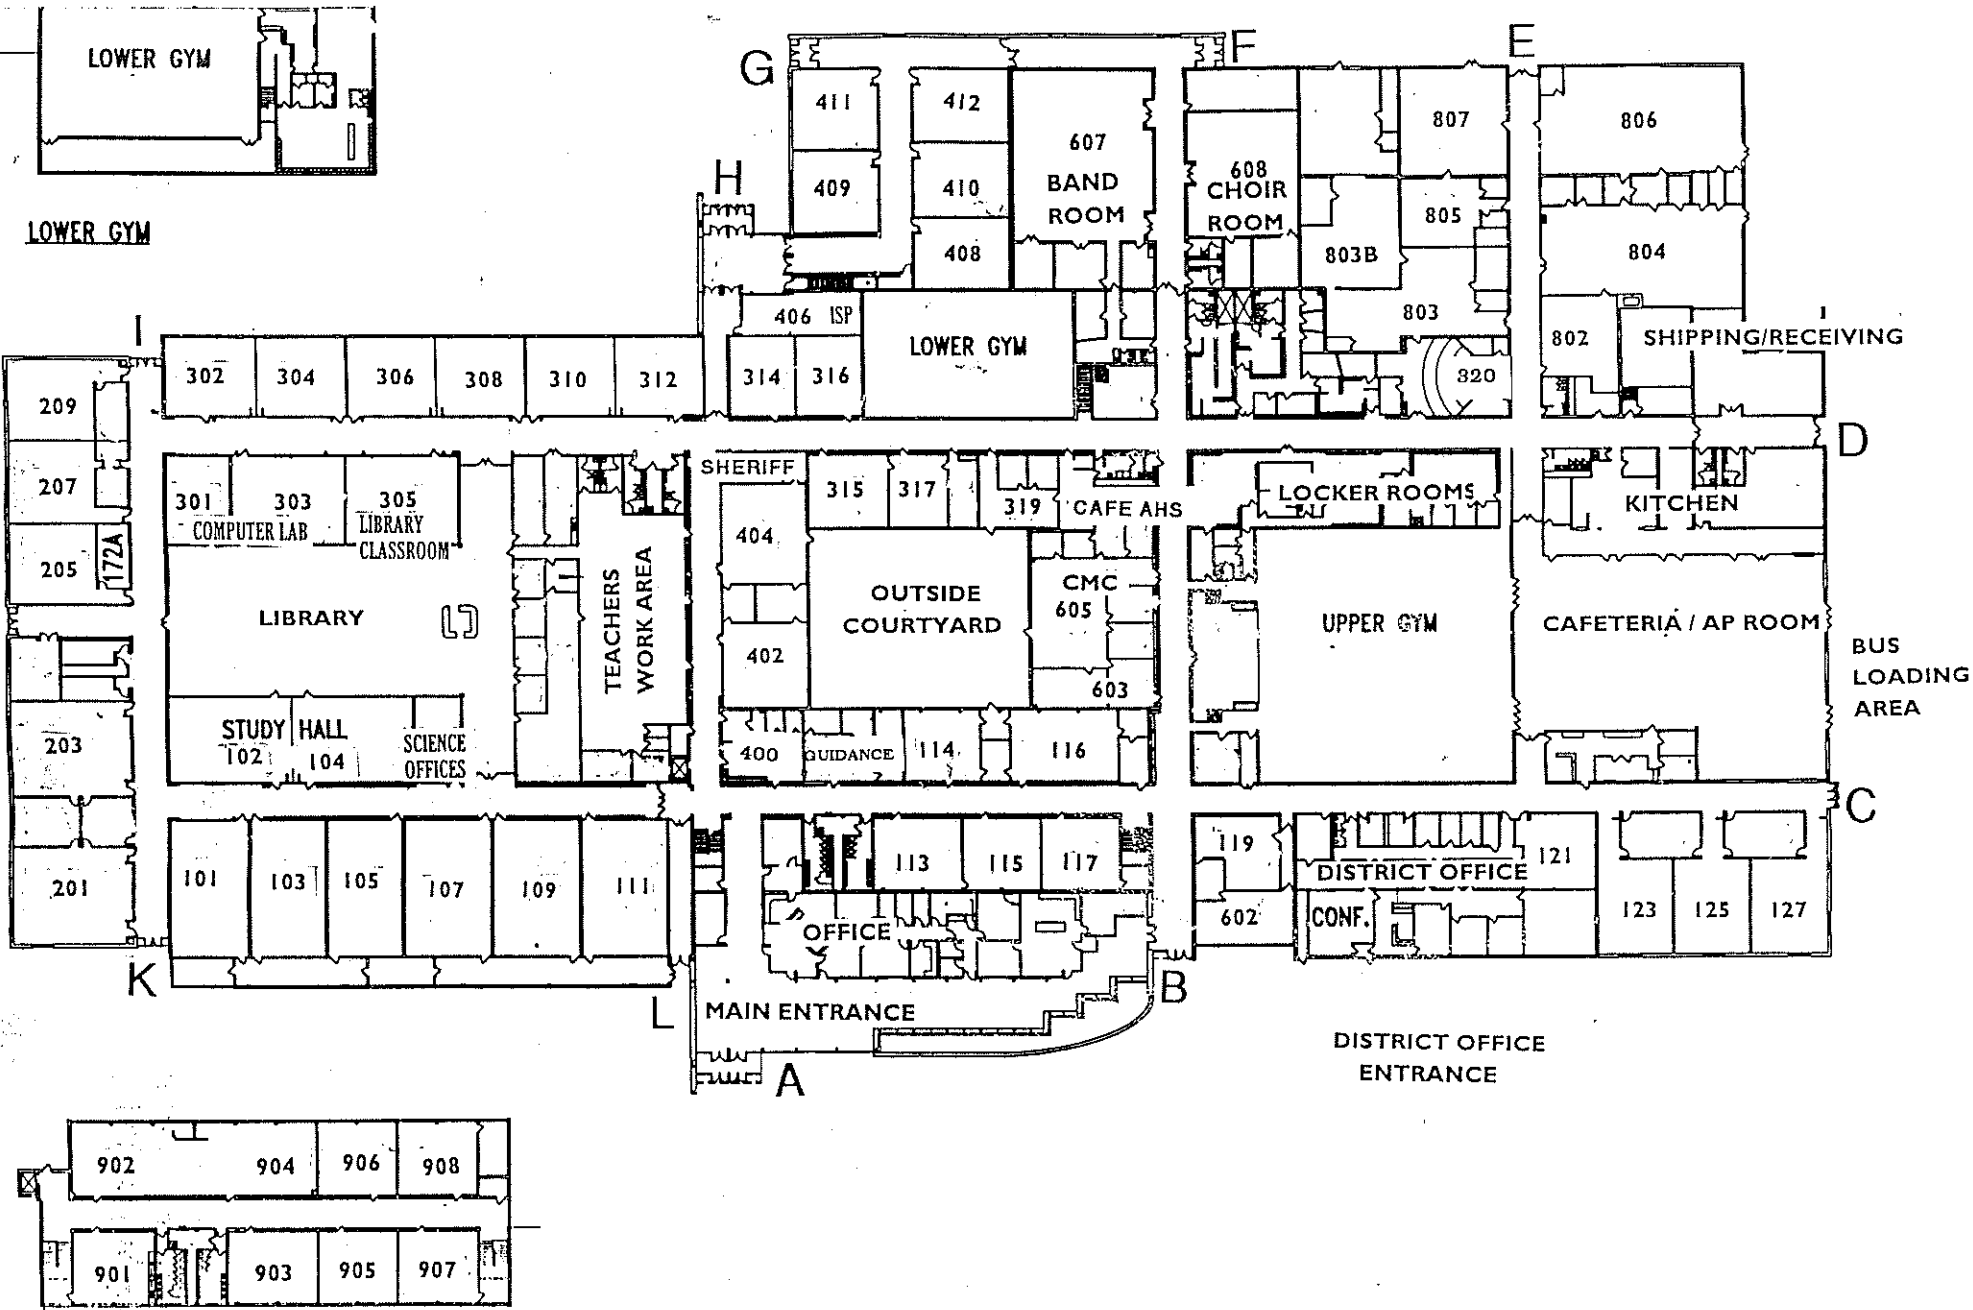 LOWER GYM
LOWER GYM
G
F
E
411
412
607
BAND
ROOM
608
CHOIR
ROOM
807
806
H
409
410
408
805
803B
804
803
406 ISP
LOWER GYM
802
SHIPPING/RECEIVING
320
I
302
304
306
308
310
312
314
316
D
209
207
205
172A
301
303
305
COMPUTER LAB
LIBRARY
CLASSROOM
SHERIFF
315
317
319
CAFE AHS
LOCKER ROOMS
KITCHEN
404
TEACHERS
WORK AREA
LIBRARY
OUTSIDE
COURTYARD
CMC
605
UPPER GYM
CAFETERIA / AP ROOM
BUS
LOADING
AREA
402
603
203
STUDY HALL
102
104
SCIENCE
OFFICES
400
GUIDANCE
114
116
C
201
101
103
105
107
109
111
113
115
117
119
121
DISTRICT OFFICE
OFFICE
602
CONF.
123
125
127
K
L
MAIN ENTRANCE
B
A
DISTRICT OFFICE
ENTRANCE
902
904
906
908
901
903
905
907